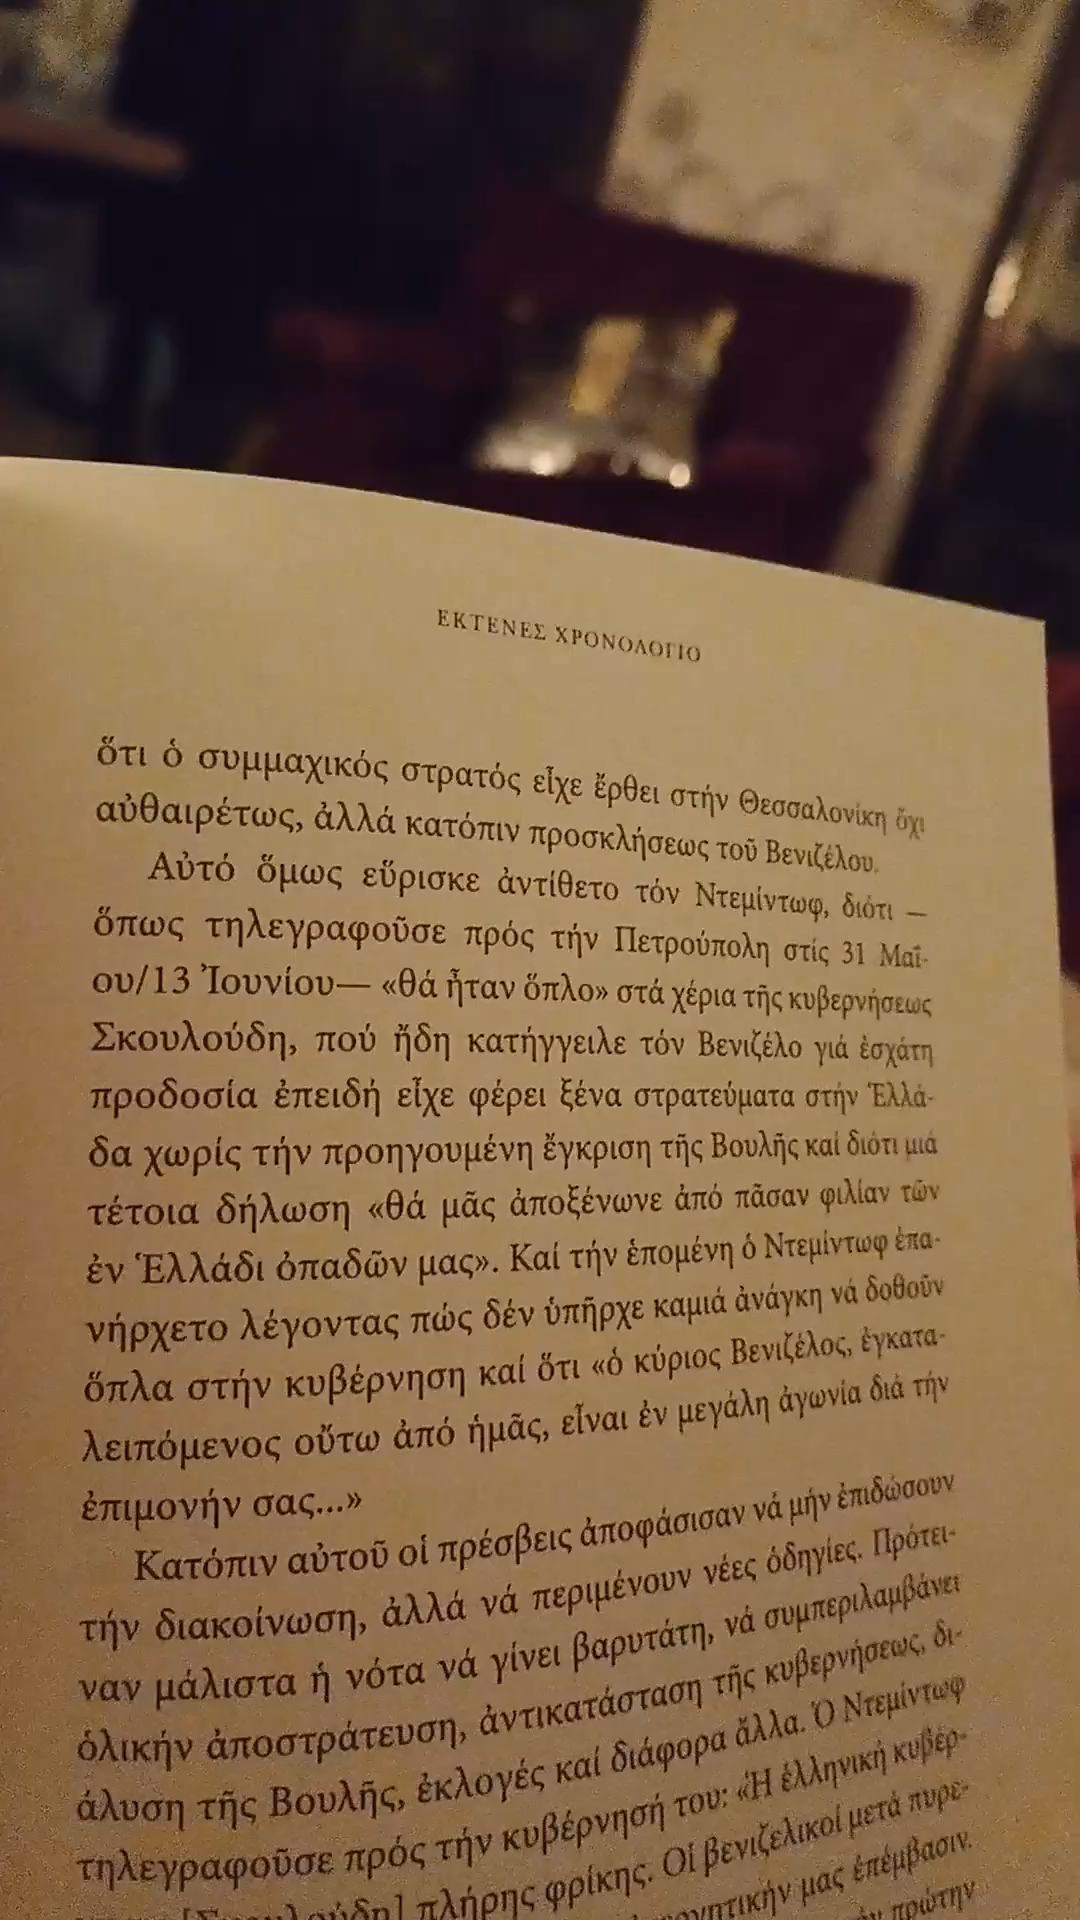 ΕΚΤΕΝΕΣ ΧΡΟΝΟΛΟΓΙΟ
ὅτι ὁ συμμαχικός στρατός εἶχε ἔρθει στήν Θεσσαλονίκη ὄχι
αὐθαιρέτως, ἀλλά κατόπιν προσκλήσεως τοῦ Βενιζέλου.
Αὐτό ὅμως εὕρισκε ἀντίθετο τόν Ντεμίντωφ, διότι —
ὅπως τηλεγραφοῦσε πρός τήν Πετρούπολη στίς 31 Μαΐ-
ου/13 Ἰουνίου— «θά ἦταν ὅπλο» στά χέρια τῆς κυβερνήσεως
Σκουλούδη, πού ἤδη κατήγγειλε τόν Βενιζέλο γιά ἐσχάτη
προδοσία ἐπειδή εἶχε φέρει ξένα στρατεύματα στήν Ἑλλά-
δα χωρίς τήν προηγουμένη ἔγκριση τῆς Βουλῆς καί διότι μιά
τέτοια δήλωση «θά μᾶς ἀποξένωνε ἀπό πᾶσαν φιλίαν τῶν
ἐν Ἑλλάδι ὀπαδῶν μας». Καί τήν ἑπομένη ὁ Ντεμίντωφ ἐπα-
νήρχετο λέγοντας πώς δέν ὑπῆρχε καμιά ἀνάγκη νά δοθοῦν
ὅπλα στήν κυβέρνηση καί ὅτι «ὁ κύριος Βενιζέλος, ἐγκατα-
λειπόμενος οὕτω ἀπό ἡμᾶς, εἶναι ἐν μεγάλη ἀγωνία διά τήν
ἐπιμονήν σας...»
Κατόπιν αὐτοῦ οἱ πρέσβεις ἀποφάσισαν νά μήν ἐπιδώσουν
τήν διακοίνωση, ἀλλά νά περιμένουν νέες ὁδηγίες. Πρότει-
ναν μάλιστα ἡ νότα νά γίνει βαρυτάτη, νά συμπεριλαμβάνει
ὁλικήν ἀποστράτευση, ἀντικατάσταση τῆς κυβερνήσεως, δι-
άλυση τῆς Βουλῆς, ἐκλογές καί διάφορα ἄλλα. Ὁ Ντεμίντωφ
τηλεγραφοῦσε πρός τήν κυβέρνησή του: «Ἡ ἑλληνική κυβέρ-
[Σκουλούδη] πλήρης φρίκης. Οἱ βενιζελικοί μετά πυρε-
μας ἐπέμβασιν.
πρώτην